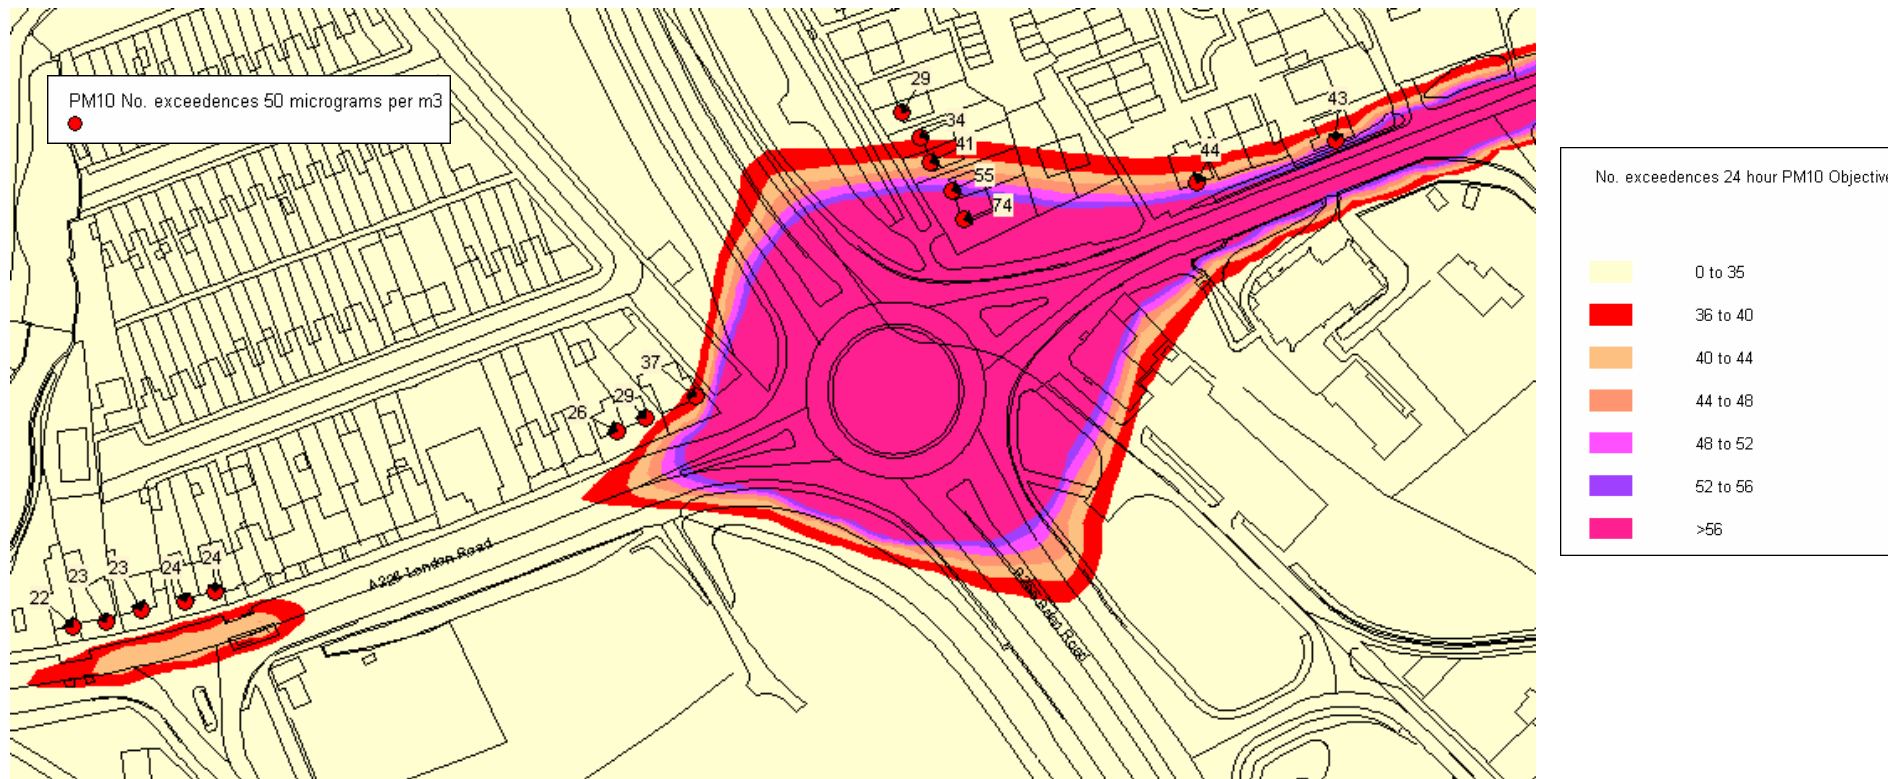 PM10 No. exceedences 50 micrograms per m3
29
34
41
55
74
44
43
37
29
26
24
24
23
23
22
A226 London Road
No. exceedences 24 hour PM10 Objective
0 to 35
36 to 40
40 to 44
44 to 48
48 to 52
52 to 56
>56